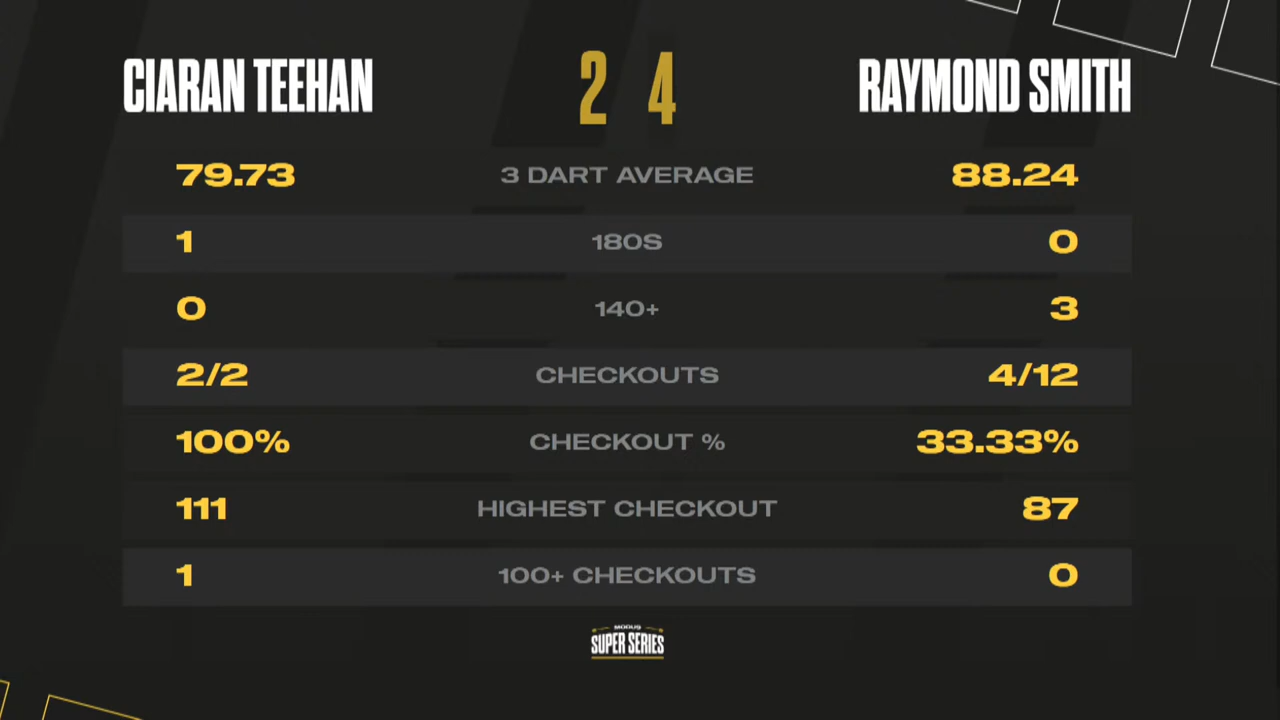 CIARAN TEEHAN 2 4 RAYMOND SMITH
79.73 3 DART AVERAGE 88.24
1 180S 0
0 140+ 3
2/2 CHECKOUTS 4/12
100% CHECKOUT % 33.33%
111 HIGHEST CHECKOUT 87
1 100+ CHECKOUTS 0
MODUS
SUPER SERIES